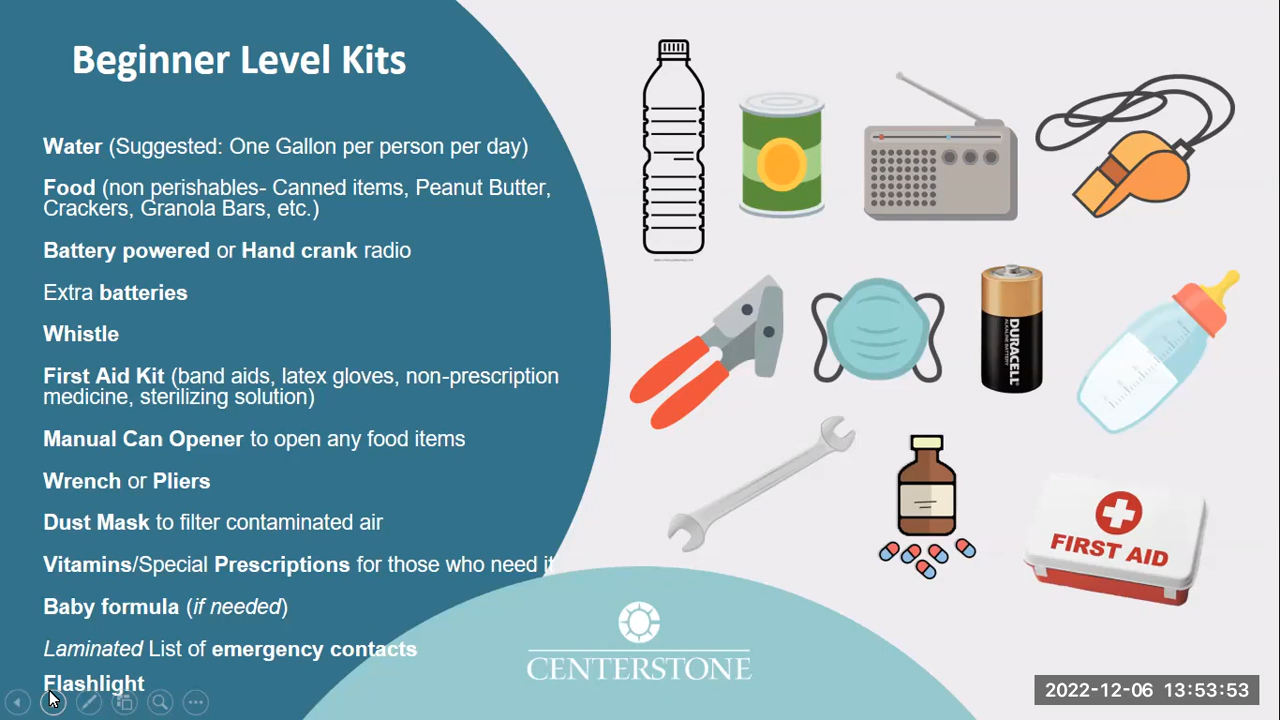 Beginner Level Kits
Water (Suggested: One Gallon per person per day)
Food (non perishables- Canned items, Peanut Butter,
Crackers, Granola Bars, etc.)
Battery powered or Hand crank radio
Extra batteries
Whistle
First Aid Kit (band aids, latex gloves, non-prescription
medicine, sterilizing solution)
Manual Can Opener to open any food items
Wrench or Pliers
Dust Mask to filter contaminated air
Vitamins/Special Prescriptions for those who need it
Baby formula (if needed)
Laminated List of emergency contacts
Flashlight
DURACELL
FIRST AID
CENTERSTONE
2022-12-06 13:53:53